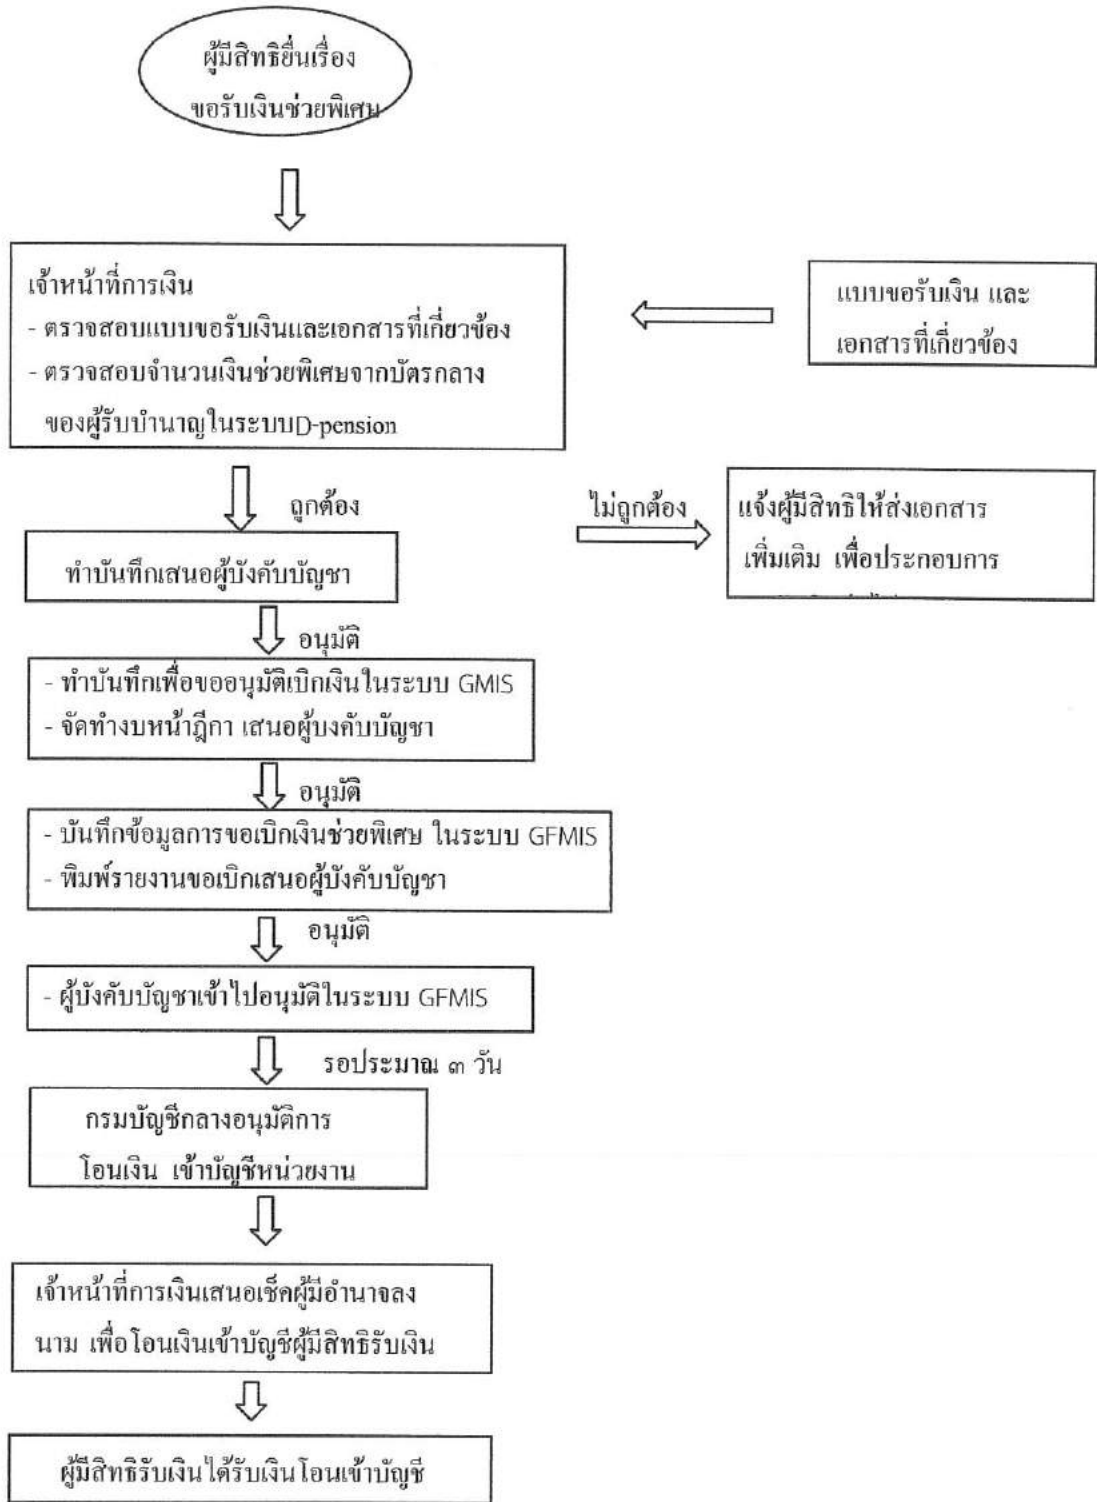 ผู้มีสิทธิยื่นเรื่อง
ขอรับเงินช่วยพิเศษ
เจ้าหน้าที่การเงิน
- ตรวจสอบแบบขอรับเงินและเอกสารที่เกี่ยวข้อง
- ตรวจสอบจำนวนเงินช่วยพิเศษจากบัตรกลาง
ของผู้รับบำนาญในระบบD-pension
แบบขอรับเงิน และ
เอกสารที่เกี่ยวข้อง
ถูกต้อง
ไม่ถูกต้อง
แจ้งผู้มีสิทธิให้ส่งเอกสาร
เพิ่มเติม เพื่อประกอบการ
ทำบันทึกเสนอผู้บังคับบัญชา
อนุมัติ
- ทำบันทึกเพื่อขออนุมัติเบิกเงินในระบบ GMIS
- จัดทำงบหน้าฎีกา เสนอผู้บงคับบัญชา
อนุมัติ
- บันทึกข้อมูลการขอเบิกเงินช่วยพิเศษ ในระบบ GFMIS
- พิมพ์รายงานขอเบิกเสนอผู้บังคับบัญชา
อนุมัติ
- ผู้บังคับบัญชาเข้าไปอนุมัติในระบบ GFMIS
รอประมาณ ๓ วัน
กรมบัญชีกลางอนุมัติการ
โอนเงิน เข้าบัญชีหน่วยงาน
เจ้าหน้าที่การเงินเสนอเช็คผู้มีอำนาจลง
นาม เพื่อโอนเงินเข้าบัญชีผู้มีสิทธิรับเงิน
ผู้มีสิทธิรับเงินได้รับเงินโอนเข้าบัญชี